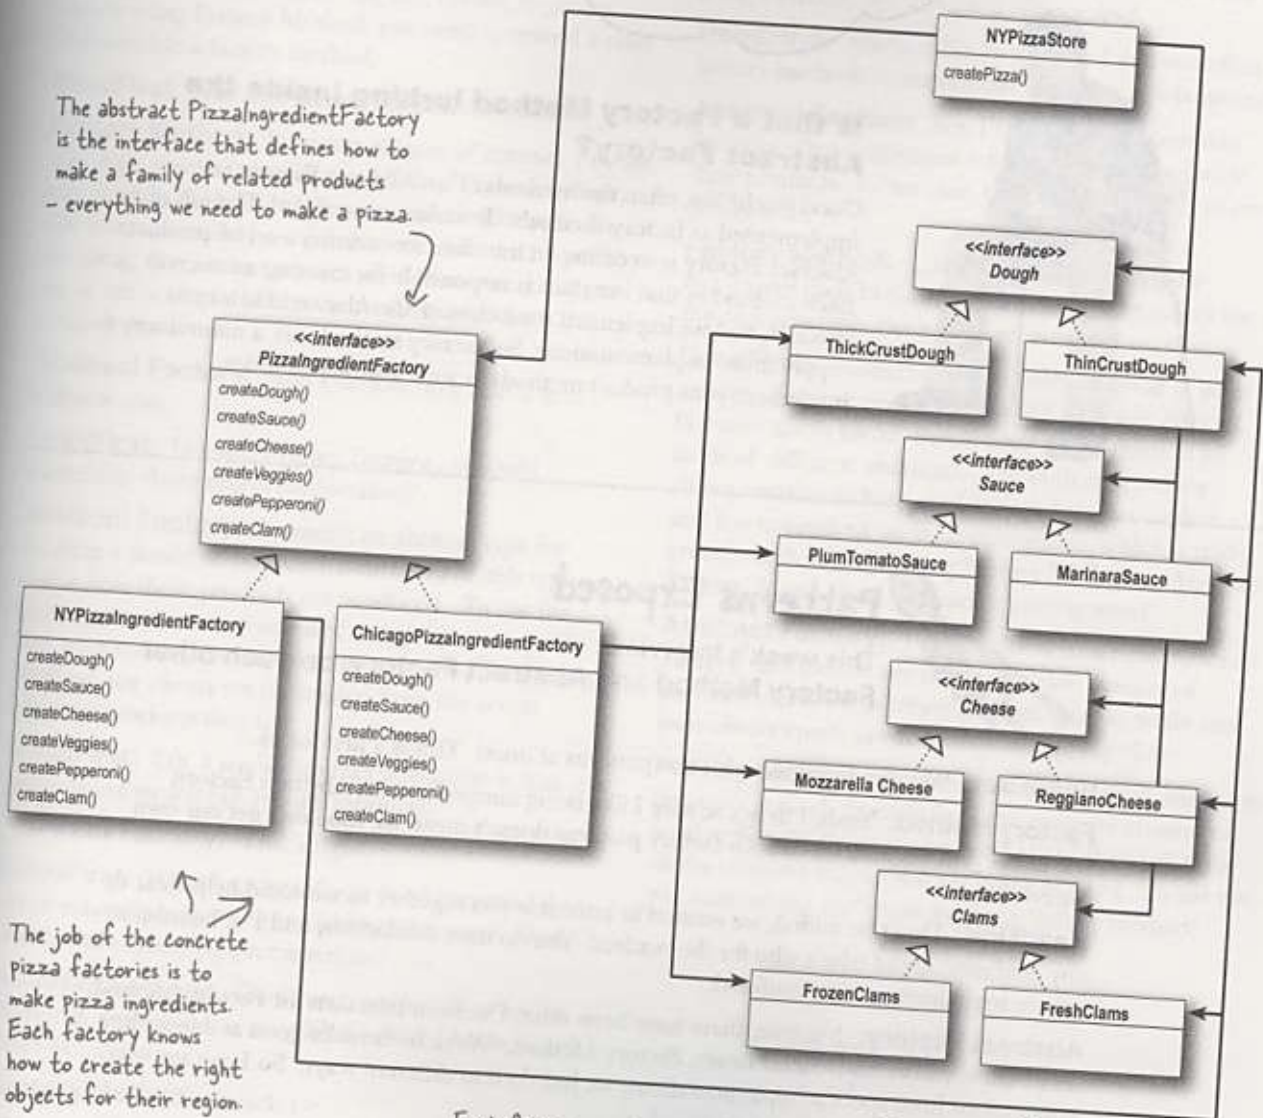 NYPizzaStore
createPizza()
The abstract PizzaIngredientFactory
is the interface that defines how to
make a family of related products
– everything we need to make a pizza.
<<interface>>
Dough
ThickCrustDough
ThinCrustDough
<<interface>>
PizzaIngredientFactory
createDough()
createSauce()
createCheese()
createVeggies()
createPepperoni()
createClam()
<<interface>>
Sauce
PlumTomatoSauce
MarinaraSauce
NYPizzaIngredientFactory
createDough()
createSauce()
createCheese()
createVeggies()
createPepperoni()
createClam()
ChicagoPizzaIngredientFactory
createDough()
createSauce()
createCheese()
createVeggies()
createPepperoni()
createClam()
<<interface>>
Cheese
Mozzarella Cheese
ReggianoCheese
<<interface>>
Clams
FrozenClams
FreshClams
The job of the concrete
pizza factories is to
make pizza ingredients.
Each factory knows
how to create the right
objects for their region.